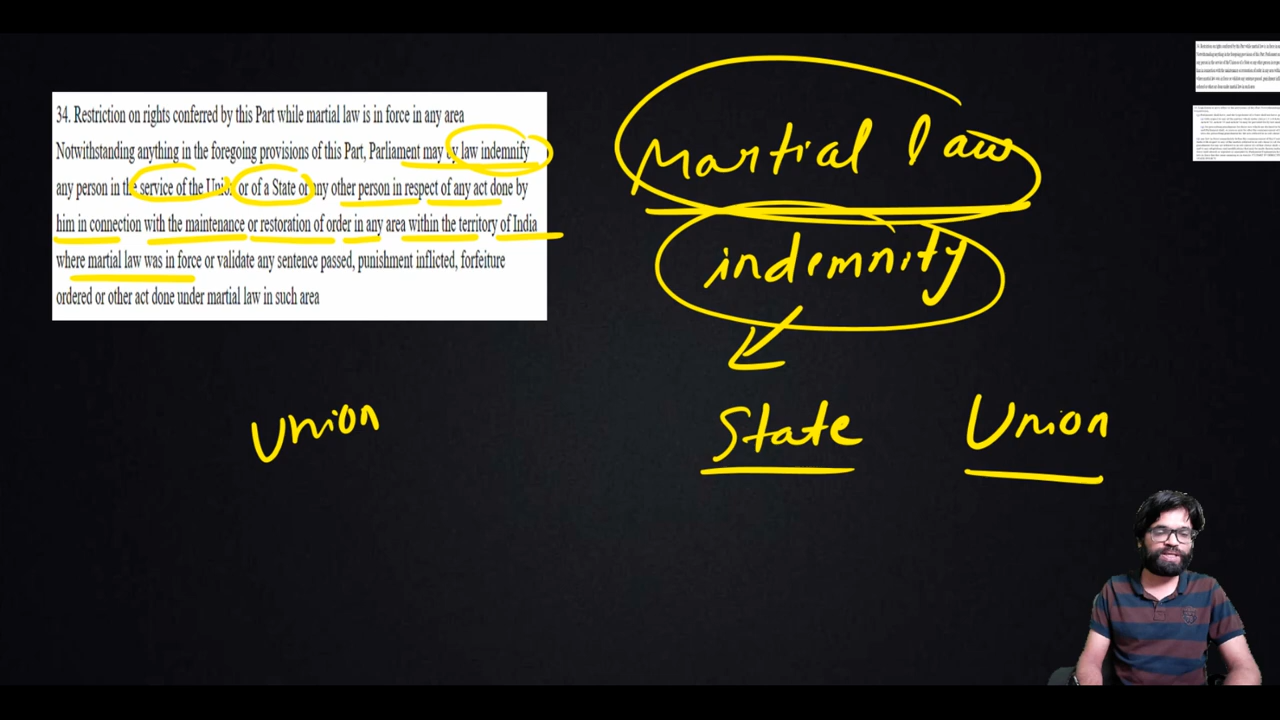 34. Restriction on rights conferred by this Part while martial law is in force in any area
Notwithstanding anything in the foregoing provisions of this Part, Parliament may by law indemnify
any person in the service of the Union or of a State or any other person in respect of any act done by
him in connection with the maintenance or restoration of order in any area within the territory of India
where martial law was in force or validate any sentence passed, punishment inflicted, forfeiture
ordered or other act done under martial law in such area
Martial law
indemnity
State
Union
Union